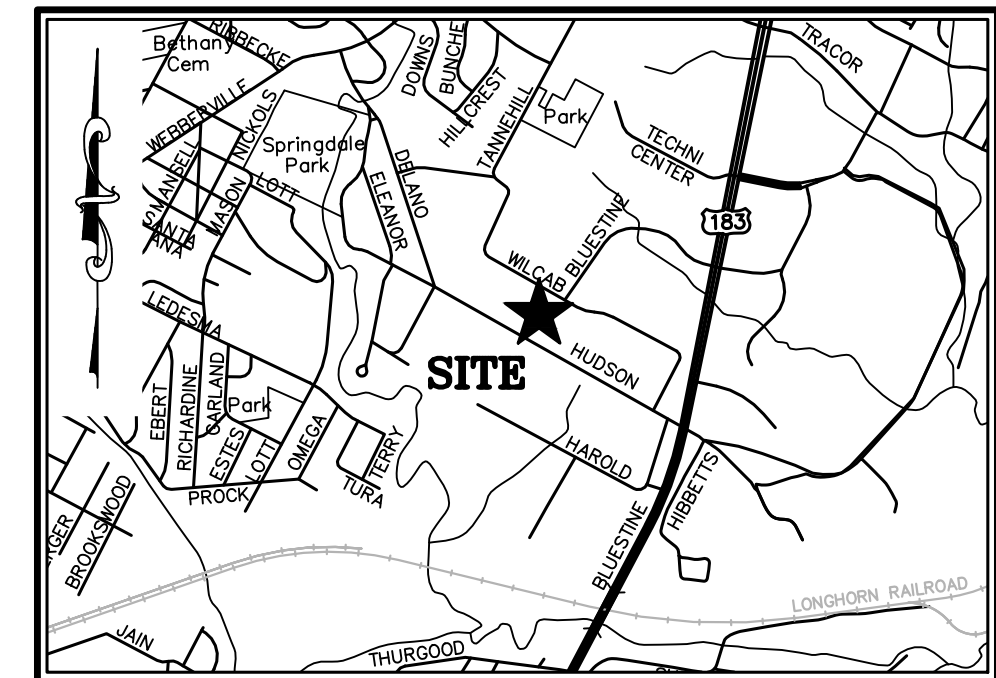 RIBBECKE
Bethany
Cem
DOWNS
BUNCHE
TRACOR
WEBBERVILLE
NICKOLS
HILLCREST
TANNEHILL
Park
Springdale
Park
TECHNI
CENTER
MANSELL
MASON
LOTT
DELANO
ELEANOR
SANTA
ANA
183
WILCAB
BLUESTINE
LEDESMA
SITE
HUDSON
EBERT
RICHARDINE
GARLAND
Park
ESTES
LOTT
OMEGA
TERRY
TURA
PROCK
HAROLD
HIBBETTS
BROOKSWOOD
BLUESTINE
LONGHORN RAILROAD
JAIN
THURGOOD